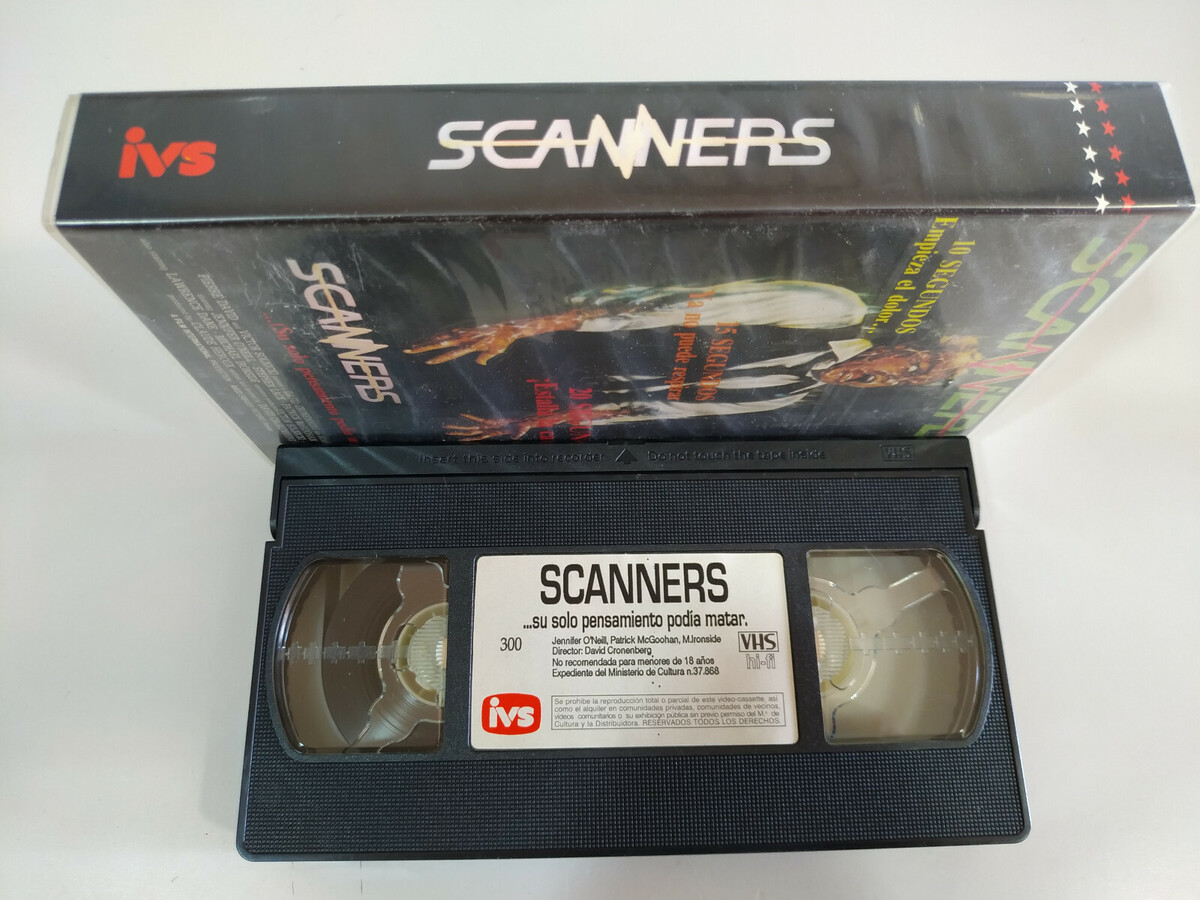 ivs
SCANNERS
SCANNERS
10 SEGUNDOS
Empieza el dolor...
15 SEGUNDOS
Ya no puede respirar
20
SCANNERS
Insert this side into recorder Do not touch the tape inside VHS
SCANNERS
...su solo pensamiento podía matar.
300
Jennifer O'Neill, Patrick McGoohan, M.Ironside
Director: David Cronenberg
No recomendada para menores de 18 años
Expediente del Ministerio de Cultura n.37.868
VHS
hi-fi
ivs
Se prohibe la reproducción total o parcial de este video-cassette, así
como el alquiler en comunidades privadas, comunidades de vecinos,
videos comunitarios o su exhibición pública sin previo permiso del M.º de
Cultura y la Distribuidora. RESERVADOS TODOS LOS DERECHOS.